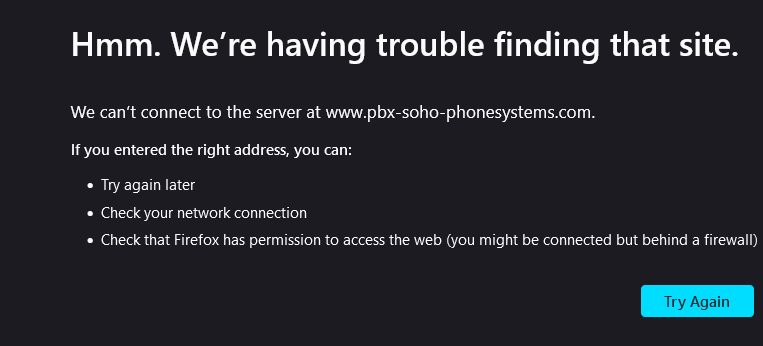 Hmm. We’re having trouble finding that site.
We can’t connect to the server at www.pbx-soho-phonesystems.com.
If you entered the right address, you can:
• Try again later
• Check your network connection
• Check that Firefox has permission to access the web (you might be connected but behind a firewall)
Try Again